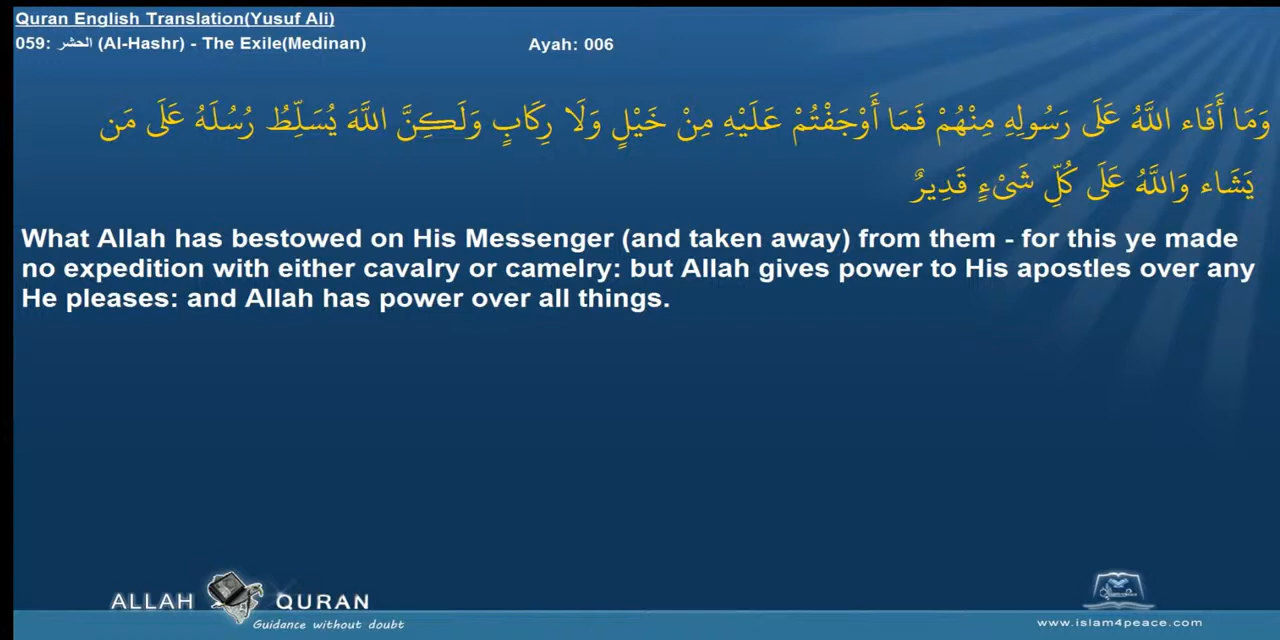 Quran English Translation(Yusuf Ali)
059: الحشر (Al-Hashr) - The Exile(Medinan) Ayah: 006
وَمَا أَفَاء اللَّهُ عَلَى رَسُولِهِ مِنْهُمْ فَمَا أَوْجَفْتُمْ عَلَيْهِ مِنْ خَيْلٍ وَلَا رِكَابٍ وَلَكِنَّ اللَّهَ يُسَلِّطُ رُسُلَهُ عَلَى مَن
يَشَاء وَاللَّهُ عَلَى كُلِّ شَيْءٍ قَدِيرٌ
What Allah has bestowed on His Messenger (and taken away) from them - for this ye made
no expedition with either cavalry or camelry: but Allah gives power to His apostles over any
He pleases: and Allah has power over all things.
ALLAH QURAN
Guidance without doubt
www.islam4peace.com